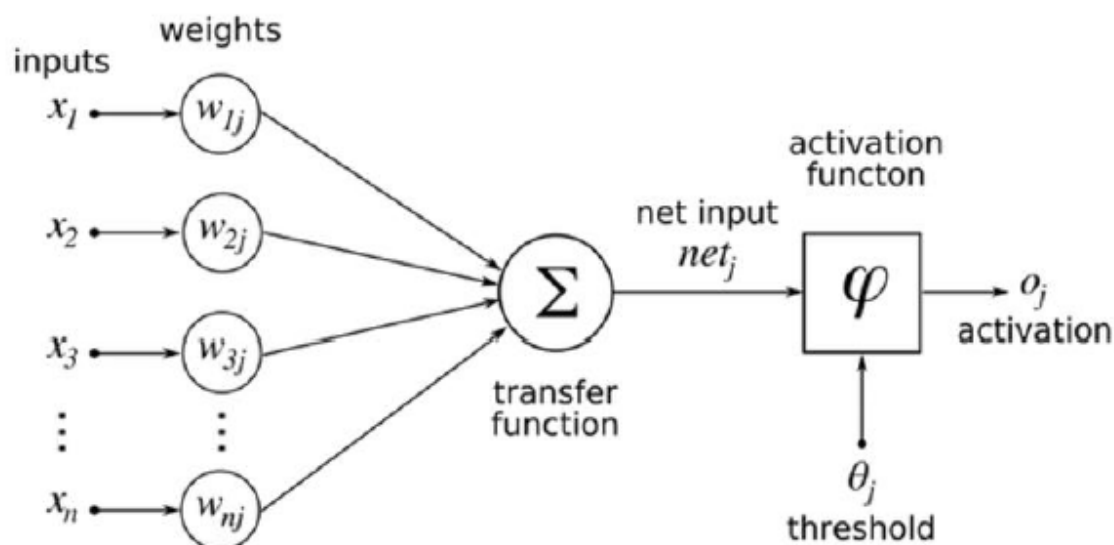 weights
inputs
x₁
w₁ⱼ
x₂
w₂ⱼ
x₃
w₃ⱼ
⋮
⋮
xₙ
wₙⱼ
Σ
transfer
function
net input
netⱼ
activation
functon
φ
oⱼ
activation
θⱼ
threshold